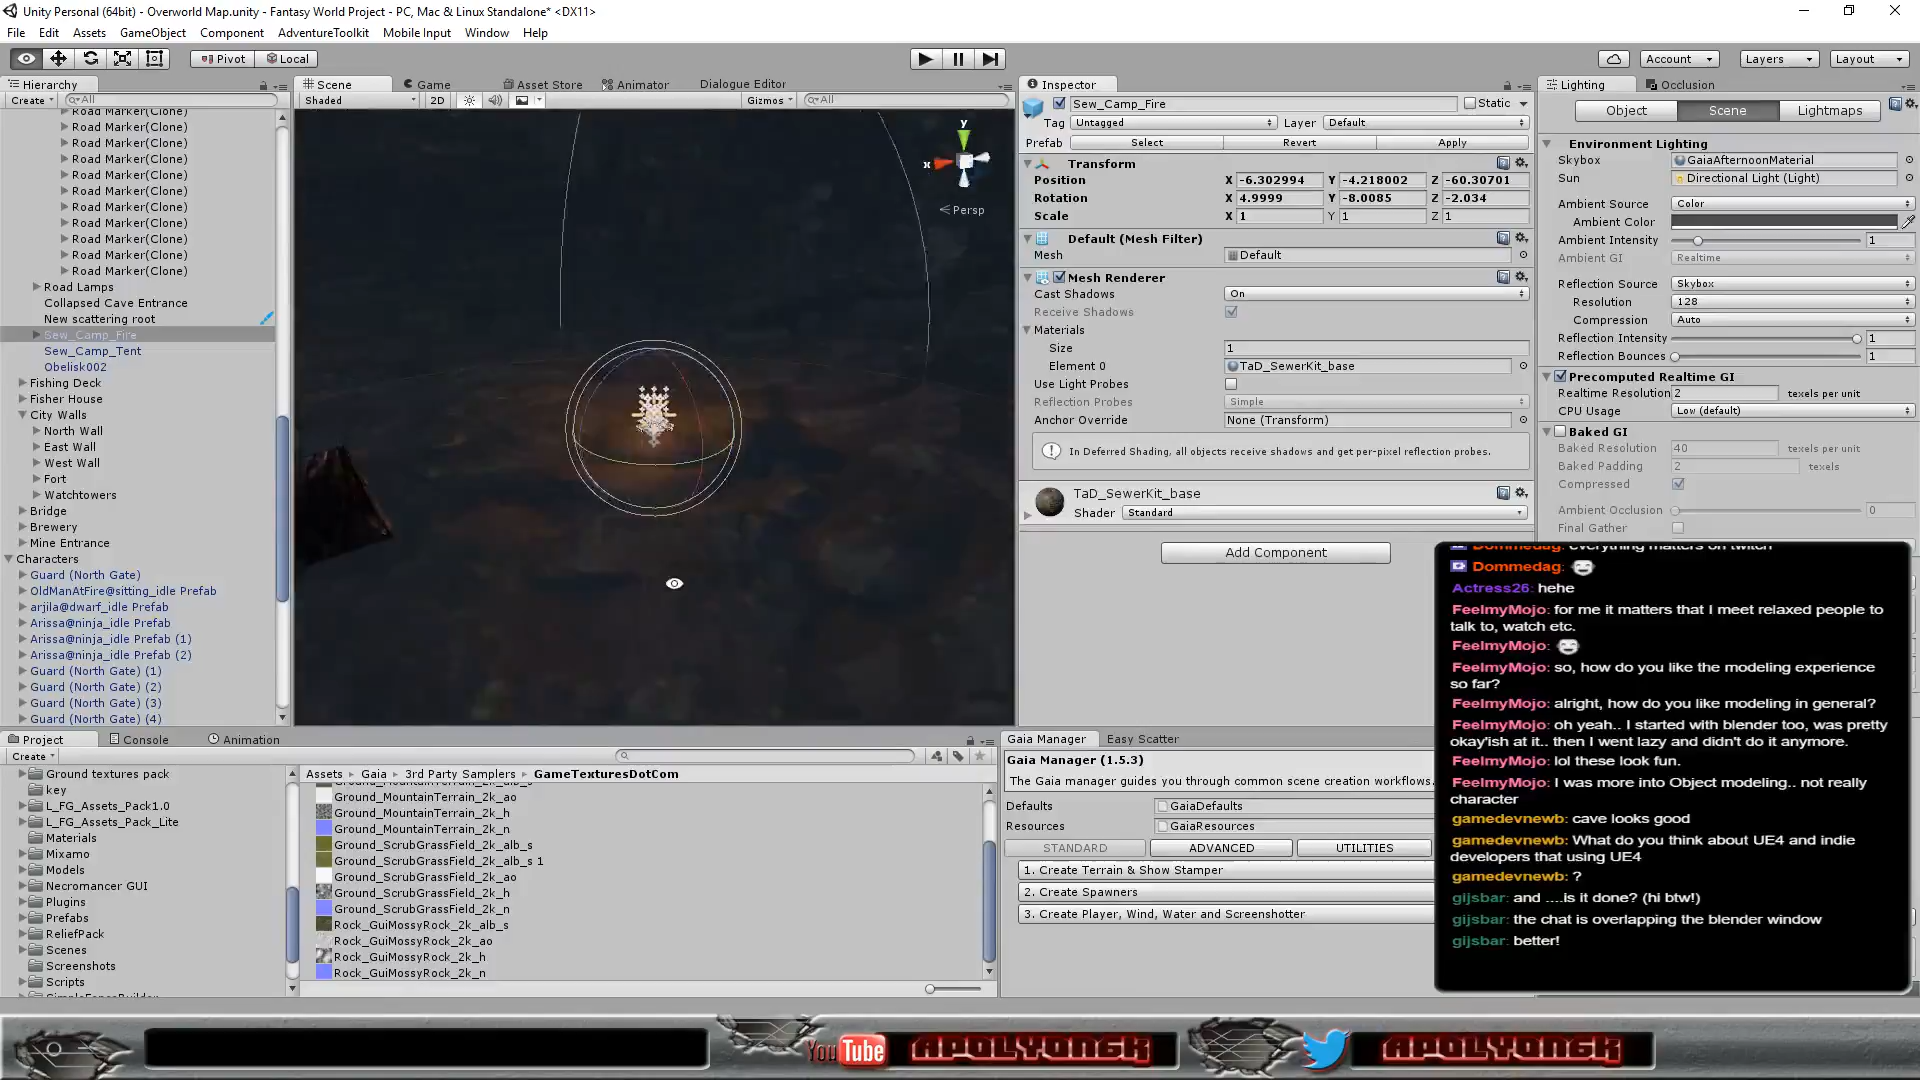 Unity Personal (64bit) - Overworld Map.unity - Fantasy World Project - PC, Mac & Linux Standalone* <DX11>
File Edit Assets GameObject Component AdventureToolkit Mobile Input Window Help
Pivot Local Account Layers Layout
Hierarchy
Create All
Road Marker(Clone)
Road Marker(Clone)
Road Marker(Clone)
Road Marker(Clone)
Road Marker(Clone)
Road Marker(Clone)
Road Marker(Clone)
Road Marker(Clone)
Road Marker(Clone)
Road Marker(Clone)
Road Marker(Clone)
Road Lamps
Collapsed Cave Entrance
New scattering root
Sew_Camp_Fire
Sew_Camp_Tent
Obelisk002
Fishing Deck
Fisher House
City Walls
North Wall
East Wall
West Wall
Fort
Watchtowers
Bridge
Brewery
Mine Entrance
Characters
Guard (North Gate)
OldManAtFire@sitting_idle Prefab
arjila@dwarf_idle Prefab
Arissa@ninja_idle Prefab
Arissa@ninja_idle Prefab (1)
Arissa@ninja_idle Prefab (2)
Guard (North Gate) (1)
Guard (North Gate) (2)
Guard (North Gate) (3)
Guard (North Gate) (4)
Scene Game Asset Store Animator Dialogue Editor
Shaded 2D Gizmos All
y
x
Persp
Inspector
Sew_Camp_Fire Static
Tag Untagged Layer Default
Prefab Select Revert Apply
Transform
Position X -6.302994 Y -4.218002 Z -60.30701
Rotation X 4.9999 Y -8.0085 Z -2.034
Scale X 1 Y 1 Z 1
Default (Mesh Filter)
Mesh Default
Mesh Renderer
Cast Shadows On
Receive Shadows
Materials
Size 1
Element 0 TaD_SewerKit_base
Use Light Probes
Reflection Probes Simple
Anchor Override None (Transform)
In Deferred Shading, all objects receive shadows and get per-pixel reflection probes.
TaD_SewerKit_base
Shader Standard
Add Component
Lighting Occlusion
Object Scene Lightmaps
Environment Lighting
Skybox GaiaAfternoonMaterial
Sun Directional Light (Light)
Ambient Source Color
Ambient Color
Ambient Intensity 1
Ambient GI Realtime
Reflection Source Skybox
Resolution 128
Compression Auto
Reflection Intensity 1
Reflection Bounces 1
Precomputed Realtime GI
Realtime Resolution 2 texels per unit
CPU Usage Low (default)
Baked GI
Baked Resolution 40 texels per unit
Baked Padding 2 texels
Compressed
Ambient Occlusion 0
Final Gather
Dommedag: everything matters on twitch
Dommedag:
Actress26: hehe
FeelmyMojo: for me it matters that I meet relaxed people to
talk to, watch etc.
FeelmyMojo:
FeelmyMojo: so, how do you like the modeling experience
so far?
FeelmyMojo: alright, how do you like modeling in general?
FeelmyMojo: oh yeah.. I started with blender too, was pretty
okay'ish at it.. then I went lazy and didn't do it anymore.
FeelmyMojo: lol these look fun.
FeelmyMojo: I was more into Object modeling.. not really
character
gamedevnewb: cave looks good
gamedevnewb: What do you think about UE4 and indie
developers that using UE4
gamedevnewb: ?
gijsbar: and ....is it done? (hi btw!)
gijsbar: the chat is overlapping the blender window
gijsbar: better!
Project Console Animation
Create
Ground textures pack
key
L_FG_Assets_Pack1.0
L_FG_Assets_Pack_Lite
Materials
Mixamo
Models
Necromancer GUI
Plugins
Prefabs
ReliefPack
Scenes
Screenshots
Scripts
SimpleFenceBuilder
Assets Gaia 3rd Party Samplers GameTexturesDotCom
Ground_MountainTerrain_2k_ao
Ground_MountainTerrain_2k_h
Ground_MountainTerrain_2k_n
Ground_ScrubGrassField_2k_alb_s
Ground_ScrubGrassField_2k_alb_s 1
Ground_ScrubGrassField_2k_ao
Ground_ScrubGrassField_2k_h
Ground_ScrubGrassField_2k_n
Rock_GuiMossyRock_2k_alb_s
Rock_GuiMossyRock_2k_ao
Rock_GuiMossyRock_2k_h
Rock_GuiMossyRock_2k_n
Gaia Manager Easy Scatter
Gaia Manager (1.5.3)
The Gaia manager guides you through common scene creation workflows.
Defaults GaiaDefaults
Resources GaiaResources
STANDARD ADVANCED UTILITIES
1. Create Terrain & Show Stamper
2. Create Spawners
3. Create Player, Wind, Water and Screenshotter
YouTube APOLYONGK APOLYONGK